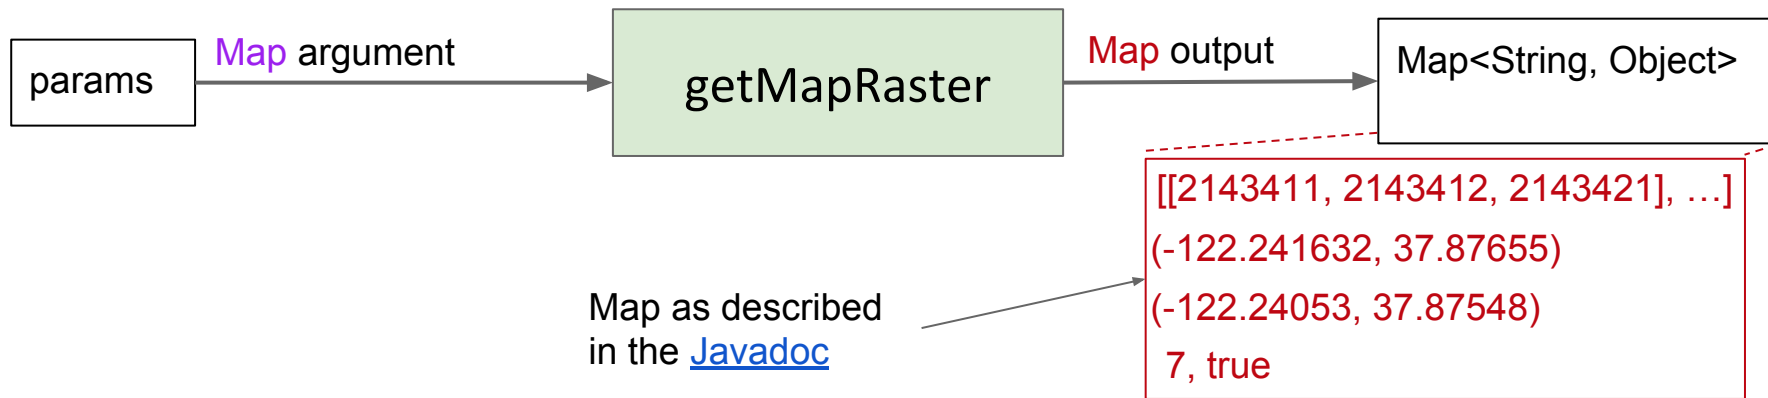 params
Map argument
getMapRaster
Map output
Map<String, Object>
[[2143411, 2143412, 2143421], …]
(-122.241632, 37.87655)
(-122.24053, 37.87548)
7, true
Map as described
in the Javadoc